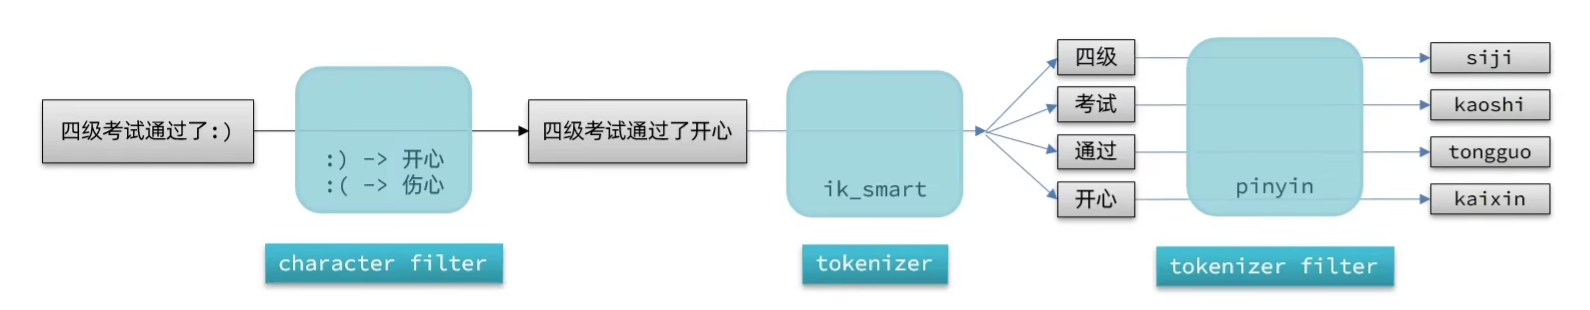 四级考试通过了:)
:) -> 开心
:( -> 伤心
character filter
四级考试通过了开心
ik_smart
tokenizer
四级
考试
通过
开心
pinyin
tokenizer filter
siji
kaoshi
tongguo
kaixin